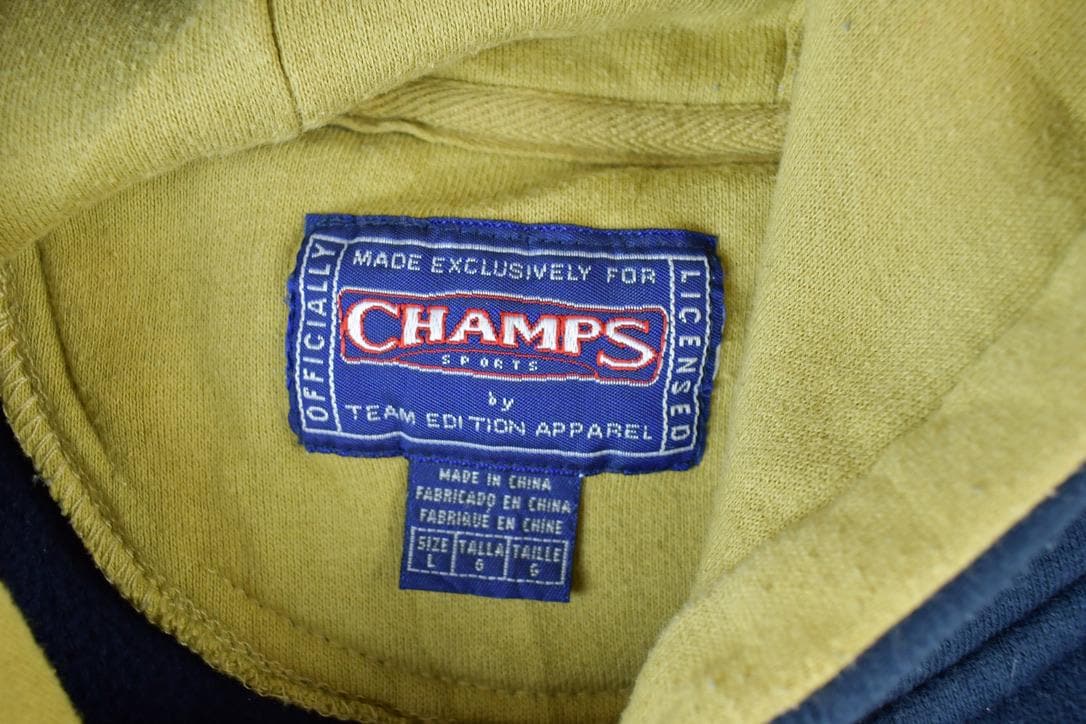 OFFICIALLY
MADE EXCLUSIVELY FOR
CHAMPS
SPORTS
by
TEAM EDITION APPAREL
LICENSED
MADE IN CHINA
FABRICADO EN CHINA
FABRIQUÉ EN CHINE
SIZE TALLA TAILLE
L G G